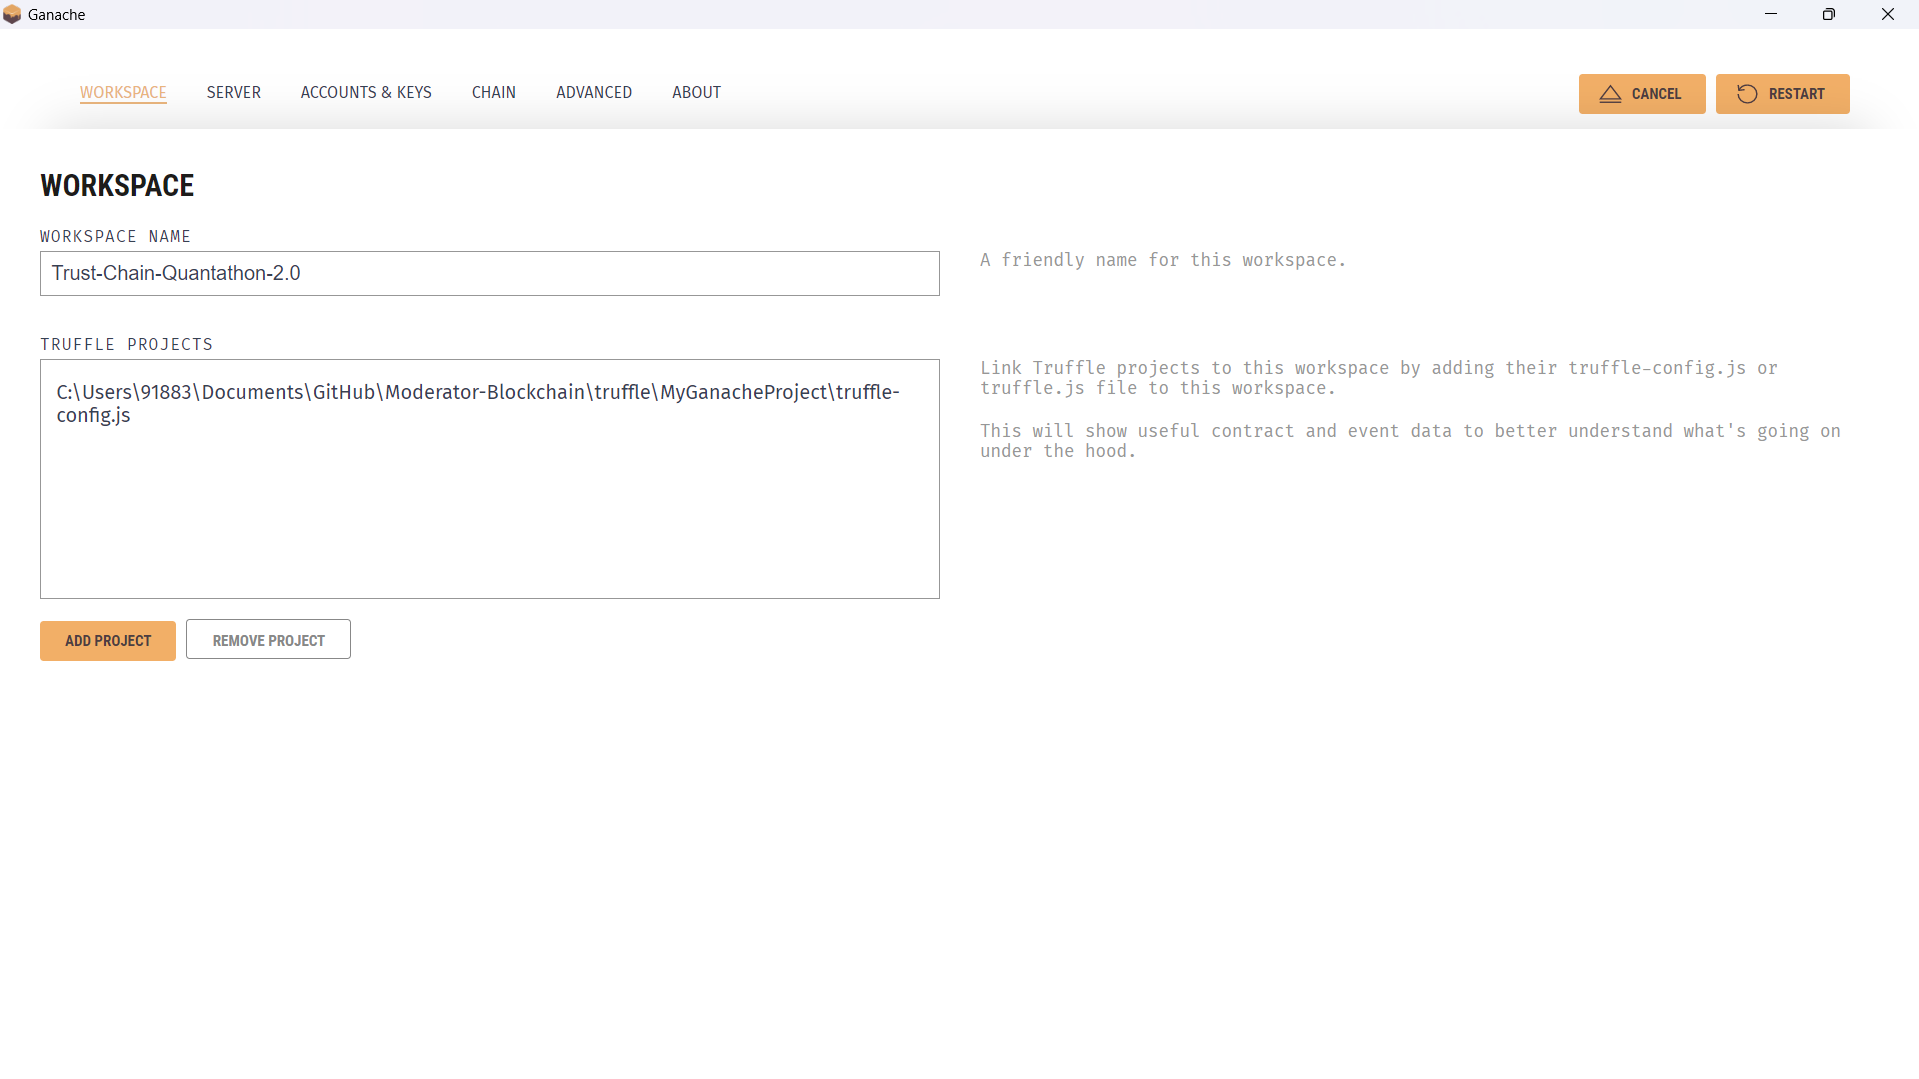 Ganache
WORKSPACE SERVER ACCOUNTS & KEYS CHAIN ADVANCED ABOUT CANCEL RESTART
WORKSPACE
WORKSPACE NAME
Trust-Chain-Quantathon-2.0
A friendly name for this workspace.
TRUFFLE PROJECTS
C:\Users\91883\Documents\GitHub\Moderator-Blockchain\truffle\MyGanacheProject\truffle-
config.js
Link Truffle projects to this workspace by adding their truffle-config.js or
truffle.js file to this workspace.
This will show useful contract and event data to better understand what's going on
under the hood.
ADD PROJECT REMOVE PROJECT